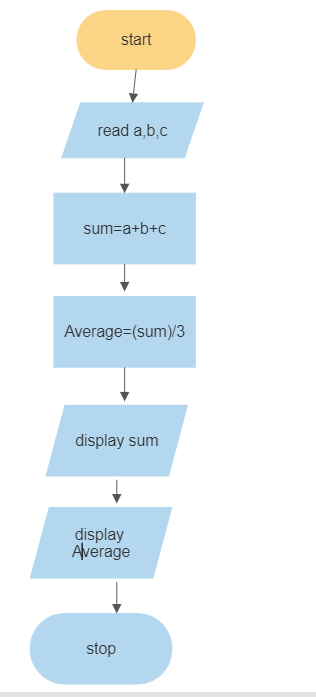 start
read a,b,c
sum=a+b+c
Average=(sum)/3
display sum
display
Average
stop